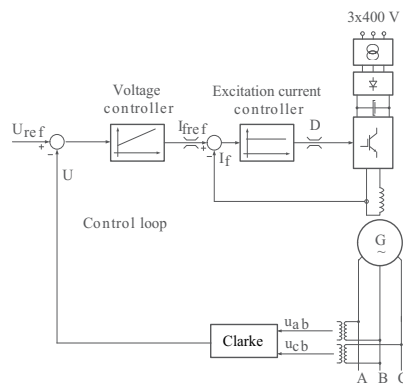 3x400 V
Voltage
controller
Excitation current
controller
Uref
+
−
Ifref
+
−
If
D
U
Control loop
G
~
Clarke
uab
ucb
A B C